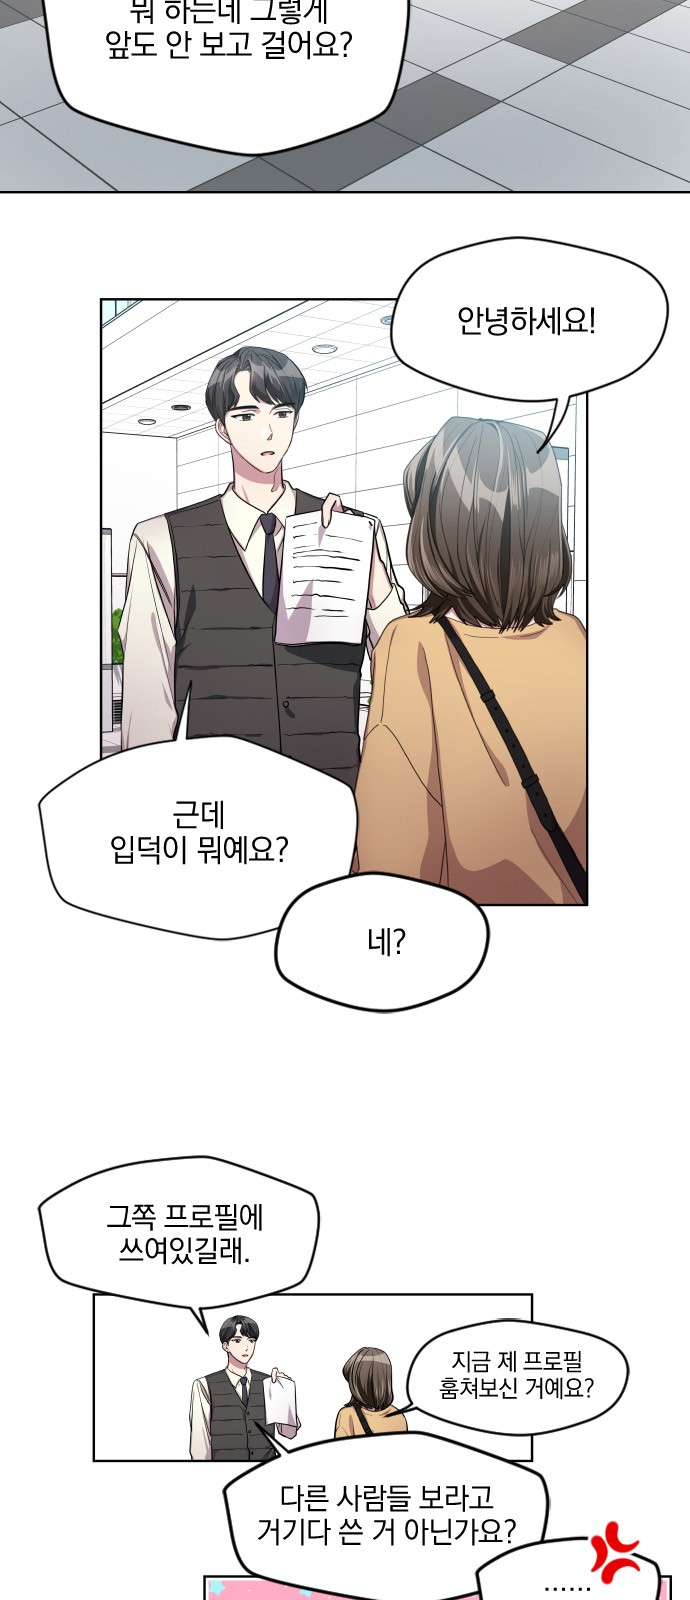 뭐 하는데 그렇게
앞도 안 보고 걸어요?
안녕하세요!
근데
입덕이 뭐예요?
네?
그쪽 프로필에
쓰여있길래.
지금 제 프로필
훔쳐보신 거예요?
다른 사람들 보라고
거기다 쓴 거 아닌가요?
......